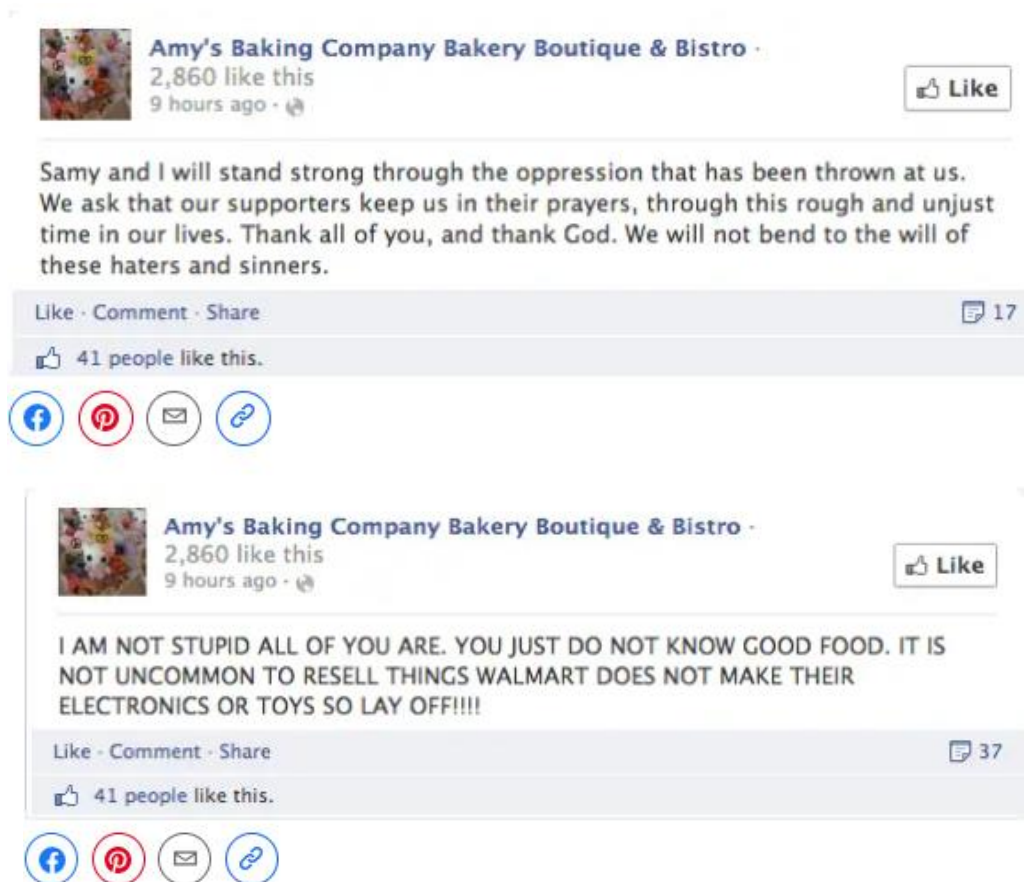 Amy's Baking Company Bakery Boutique & Bistro ·
2,860 like this
9 hours ago ·
Like
Samy and I will stand strong through the oppression that has been thrown at us.
We ask that our supporters keep us in their prayers, through this rough and unjust
time in our lives. Thank all of you, and thank God. We will not bend to the will of
these haters and sinners.
Like · Comment · Share
17
41 people like this.
Amy's Baking Company Bakery Boutique & Bistro ·
2,860 like this
9 hours ago ·
Like
I AM NOT STUPID ALL OF YOU ARE. YOU JUST DO NOT KNOW GOOD FOOD. IT IS
NOT UNCOMMON TO RESELL THINGS WALMART DOES NOT MAKE THEIR
ELECTRONICS OR TOYS SO LAY OFF!!!!
Like · Comment · Share
37
41 people like this.